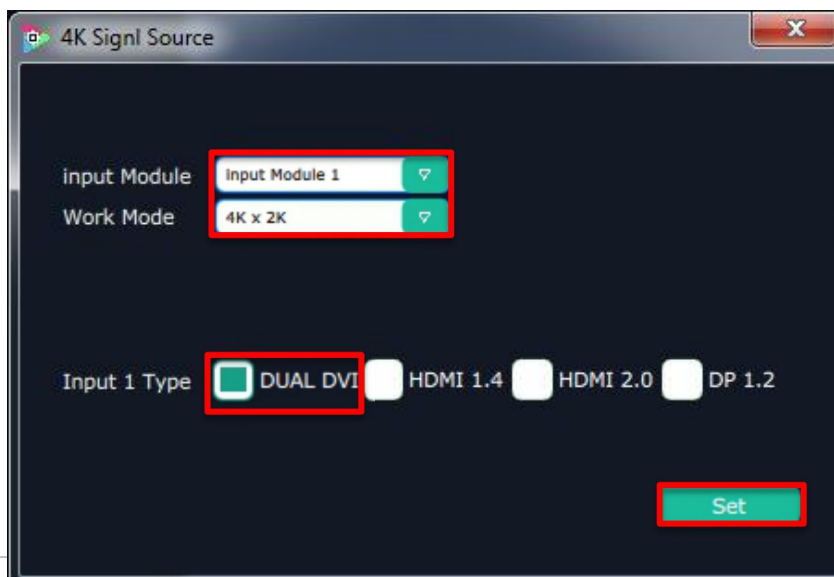 4K Signl Source
input Module Input Module 1
Work Mode 4K x 2K
Input 1 Type DUAL DVI HDMI 1.4 HDMI 2.0 DP 1.2
Set